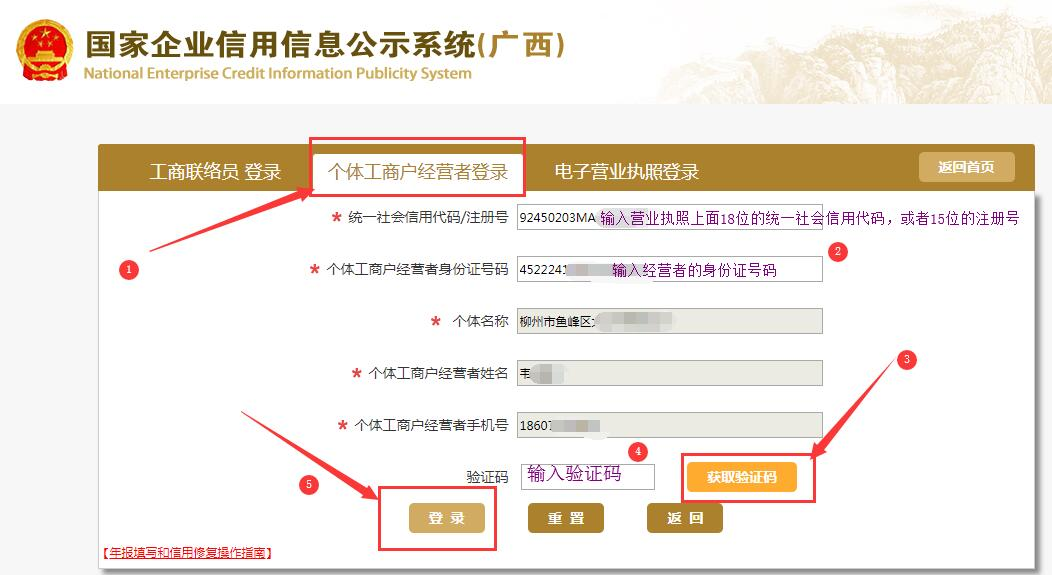 国家企业信用信息公示系统(广西)
National Enterprise Credit Information Publicity System
工商联络员 登录
个体工商户经营者登录
电子营业执照登录
返回首页
1
* 统一社会信用代码/注册号 92450203MA 输入营业执照上面18位的统一社会信用代码，或者15位的注册号
2
* 个体工商户经营者身份证号码 4522241 输入经营者的身份证号码
* 个体名称 柳州市鱼峰区
3
* 个体工商户经营者姓名 韦
* 个体工商户经营者手机号 18607
4
验证码 输入验证码 获取验证码
5
登 录 重 置 返 回
【年报填写和信用修复操作指南】